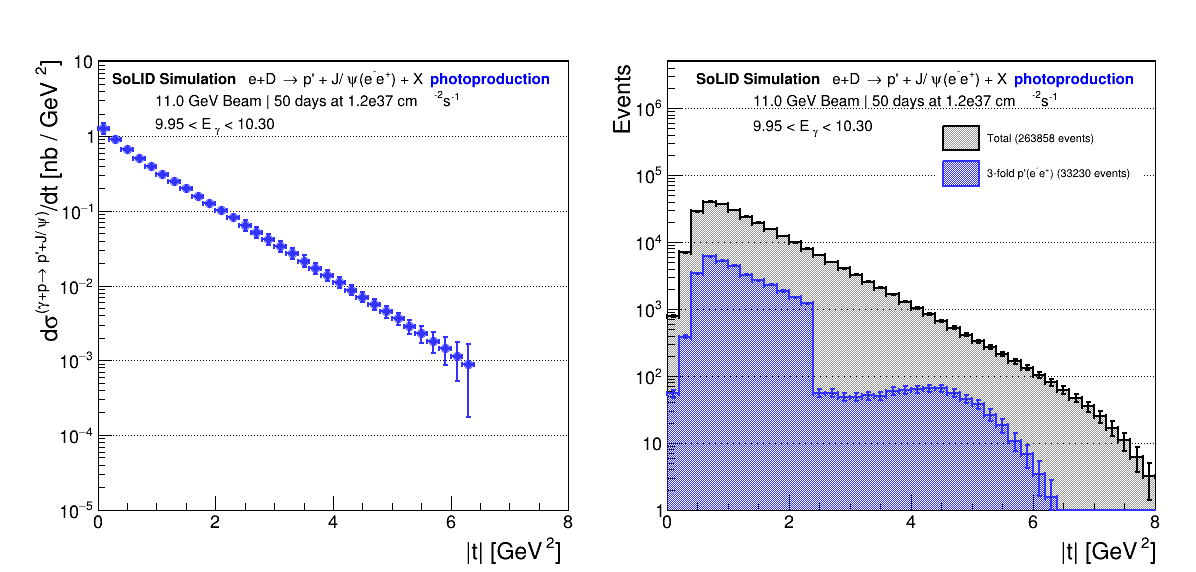 SoLID Simulation e+D → p' + J/ ψ(e⁻e⁺) + X photoproduction
11.0 GeV Beam | 50 days at 1.2e37 cm⁻²s⁻¹
9.95 < E_γ < 10.30
dσ(γ+p→ p'+J/ ψ)/dt [nb / GeV²]
10
1
10⁻¹
10⁻²
10⁻³
10⁻⁴
10⁻⁵
0 2 4 6 8
|t| [GeV²]
SoLID Simulation e+D → p' + J/ ψ(e⁻e⁺) + X photoproduction
11.0 GeV Beam | 50 days at 1.2e37 cm⁻²s⁻¹
9.95 < E_γ < 10.30
Total (263858 events)
3-fold p'(e⁻e⁺) (33230 events)
Events
10⁶
10⁵
10⁴
10³
10²
10
1
0 2 4 6 8
|t| [GeV²]